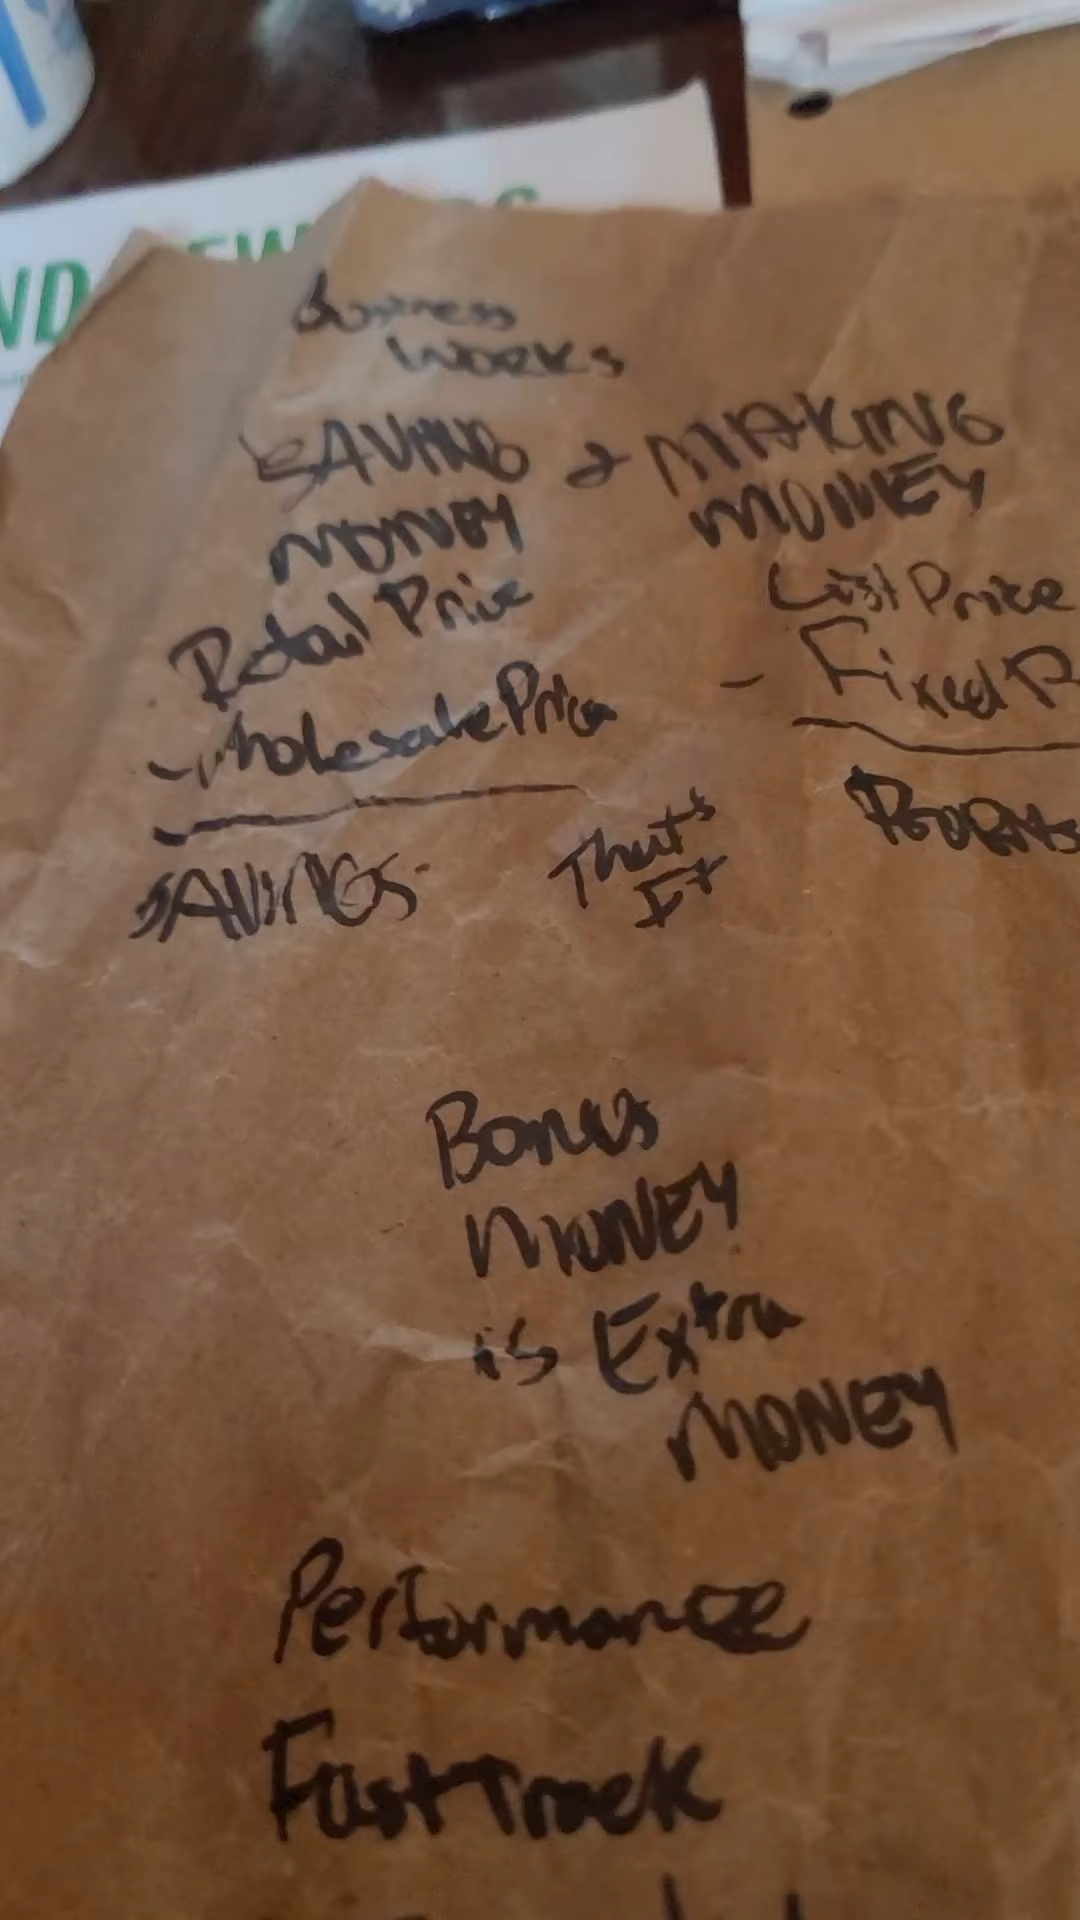 Business
WORKS
SAVING & MAKING
MONEY MONEY
Retail Price
- Wholesale Price
SAVINGS
List Price
- Fixed P
That's
It
Bonus
MONEY
is Extra
MONEY
Performance
FastTrack